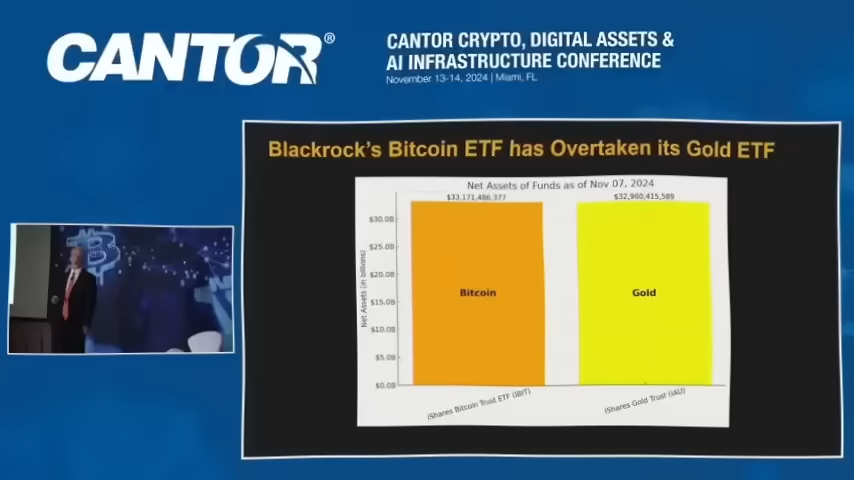 CANTOR®
CANTOR CRYPTO, DIGITAL ASSETS &
AI INFRASTRUCTURE CONFERENCE
November 13-14, 2024 | Miami, FL
Blackrock's Bitcoin ETF has Overtaken its Gold ETF
Net Assets of Funds as of Nov 07, 2024
$33,171,486,377
$32,960,415,589
Net Assets (in billions)
$30.0B
$25.0B
$20.0B
$15.0B
$10.0B
$5.0B
$0.0B
Bitcoin
Gold
iShares Bitcoin Trust ETF (IBIT)
iShares Gold Trust (IAU)